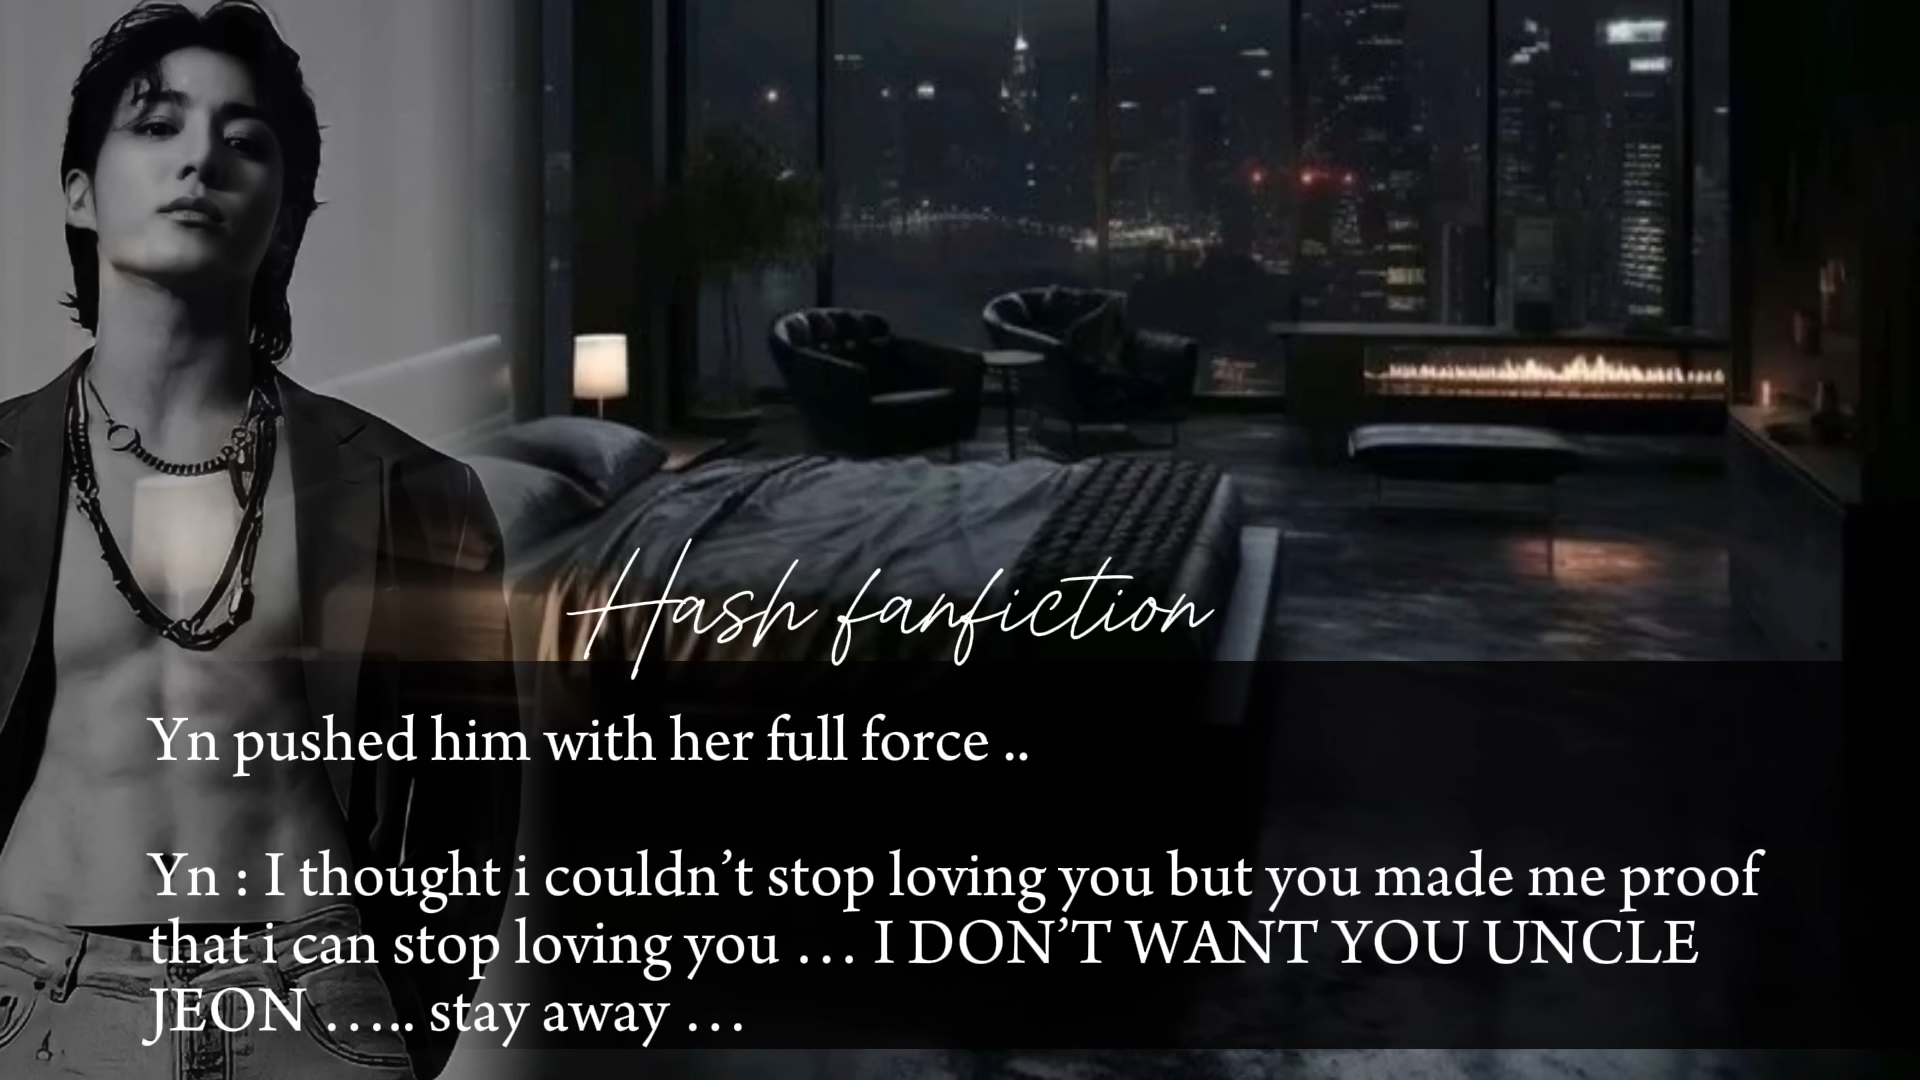 Hash fanfiction
Yn pushed him with her full force ..
Yn : I thought i couldn’t stop loving you but you made me proof
that i can stop loving you … I DON’T WANT YOU UNCLE
JEON ….. stay away …